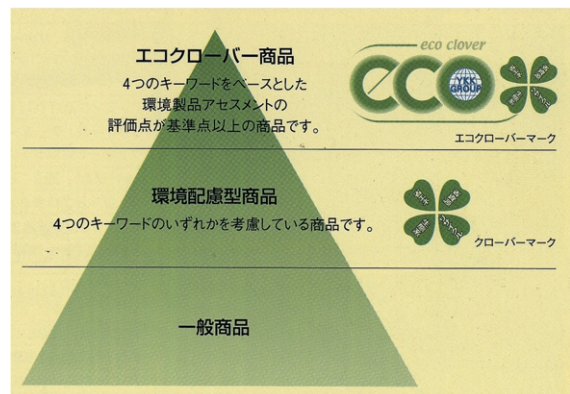 エコクローバー商品
4つのキーワードをベースとした
環境製品アセスメントの
評価点が基準点以上の商品です。
eco clover
eco
YKK
GROUP
エコクローバーマーク
環境配慮型商品
4つのキーワードのいずれかを考慮している商品です。
クローバーマーク
一般商品